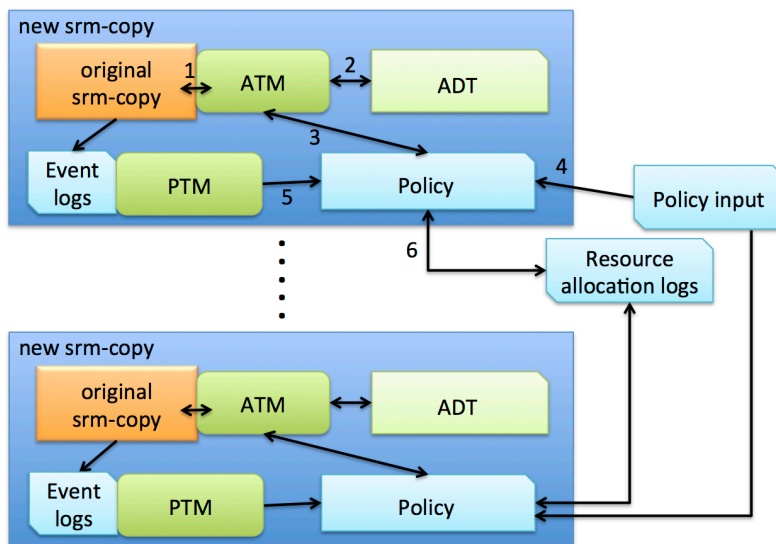 new srm-copy
original
srm-copy
1
ATM
2
ADT
3
Event
logs
PTM
5
Policy
4
Policy input
6
Resource
allocation logs
new srm-copy
original
srm-copy
ATM
ADT
Event
logs
PTM
Policy